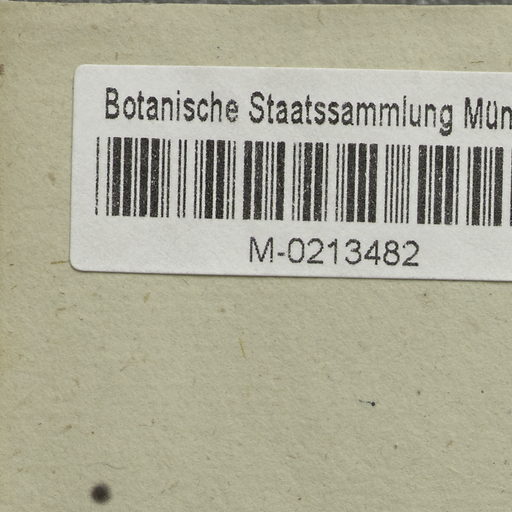 Botanische Staatssammlung Mün
M-0213482